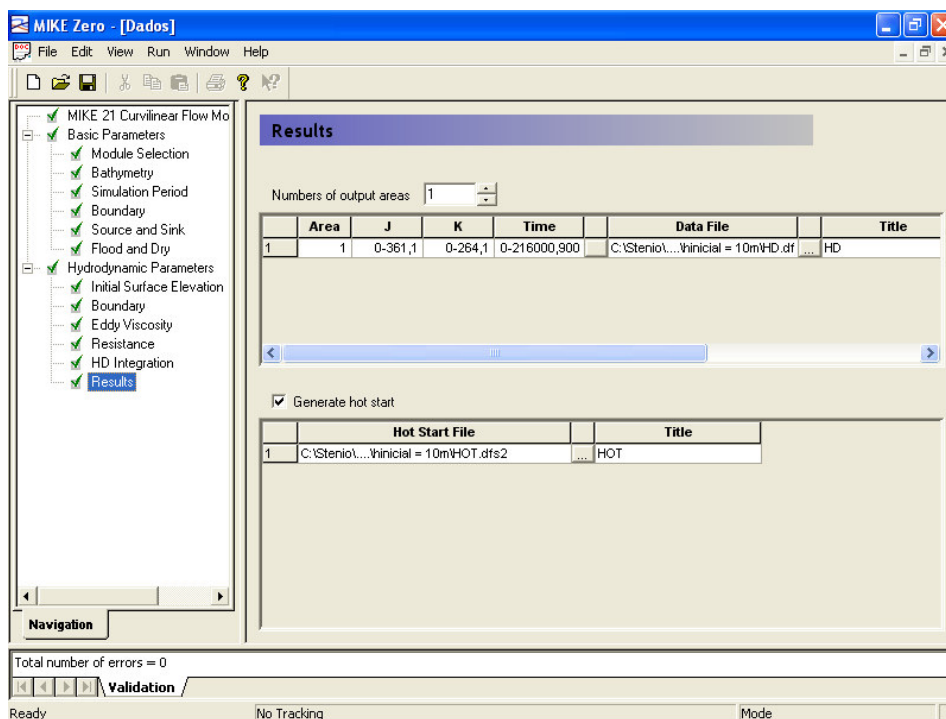 MIKE Zero - [Dados]
File Edit View Run Window Help
MIKE 21 Curvilinear Flow Mo
Basic Parameters
Module Selection
Bathymetry
Simulation Period
Boundary
Source and Sink
Flood and Dry
Hydrodynamic Parameters
Initial Surface Elevation
Boundary
Eddy Viscosity
Resistance
HD Integration
Results
Navigation
Results
Numbers of output areas 1
Area J K Time Data File Title
1 1 0-361,1 0-264,1 0-216000,900 C:\Stenio\....\hinicial = 10m\HD.df ... HD
Generate hot start
Hot Start File Title
1 C:\Stenio\....\hinicial = 10m\HOT.dfs2 ... HOT
Total number of errors = 0
Validation
Ready No Tracking Mode